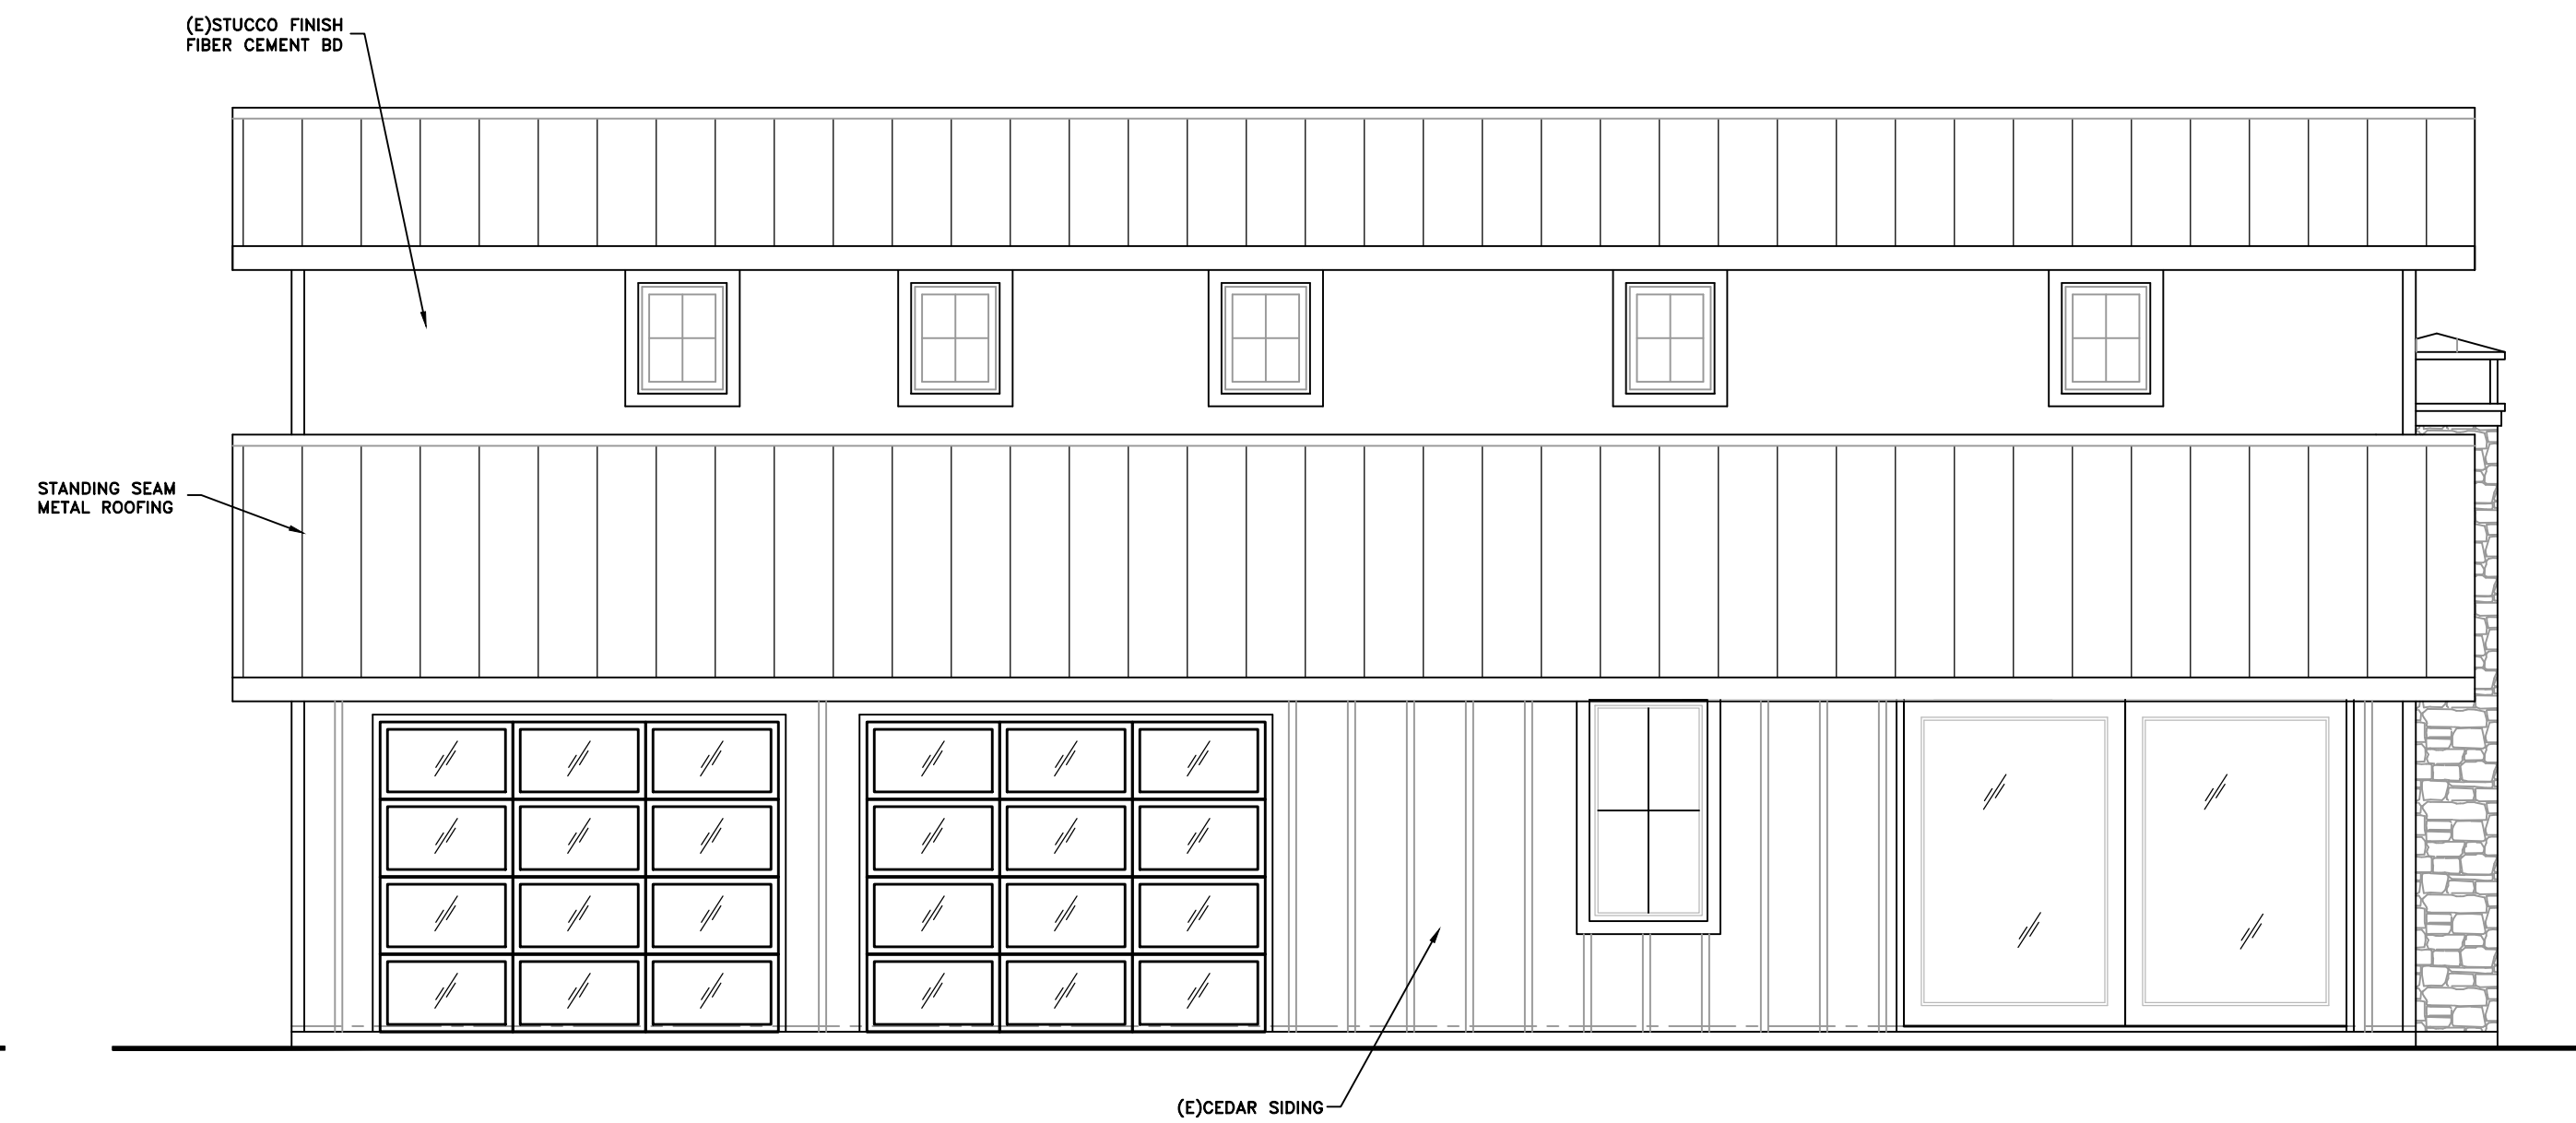 (E)STUCCO FINISH
FIBER CEMENT BD
STANDING SEAM
METAL ROOFING
(E)CEDAR SIDING